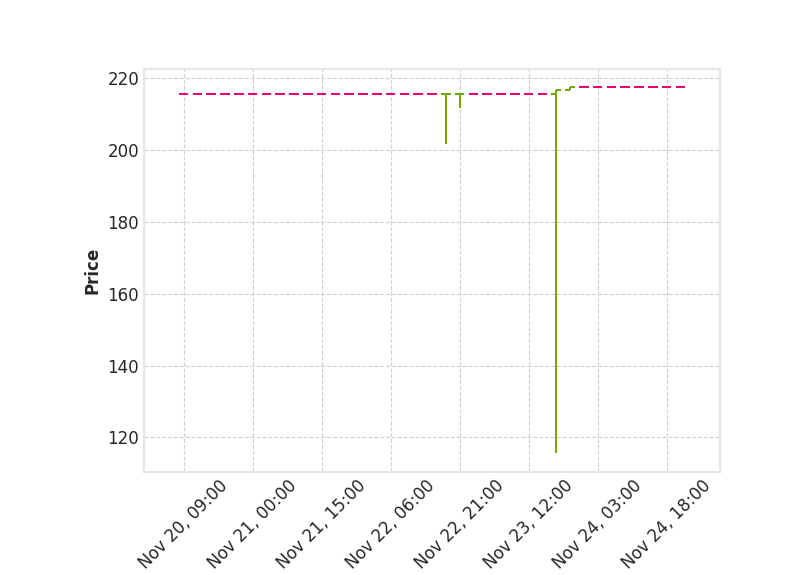 220
200
180
160
140
120
Price
Nov 20, 09:00
Nov 21, 00:00
Nov 21, 15:00
Nov 22, 06:00
Nov 22, 21:00
Nov 23, 12:00
Nov 24, 03:00
Nov 24, 18:00